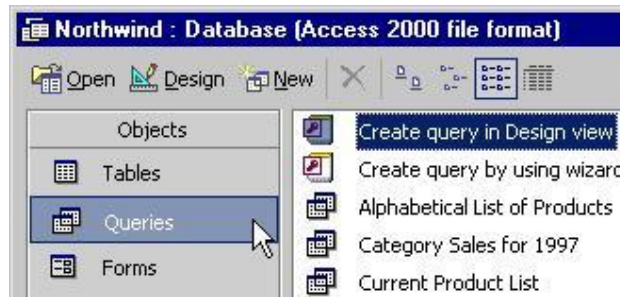 Northwind : Database (Access 2000 file format)
Open Design New
Objects
Tables
Queries
Forms
Create query in Design view
Create query by using wizard
Alphabetical List of Products
Category Sales for 1997
Current Product List